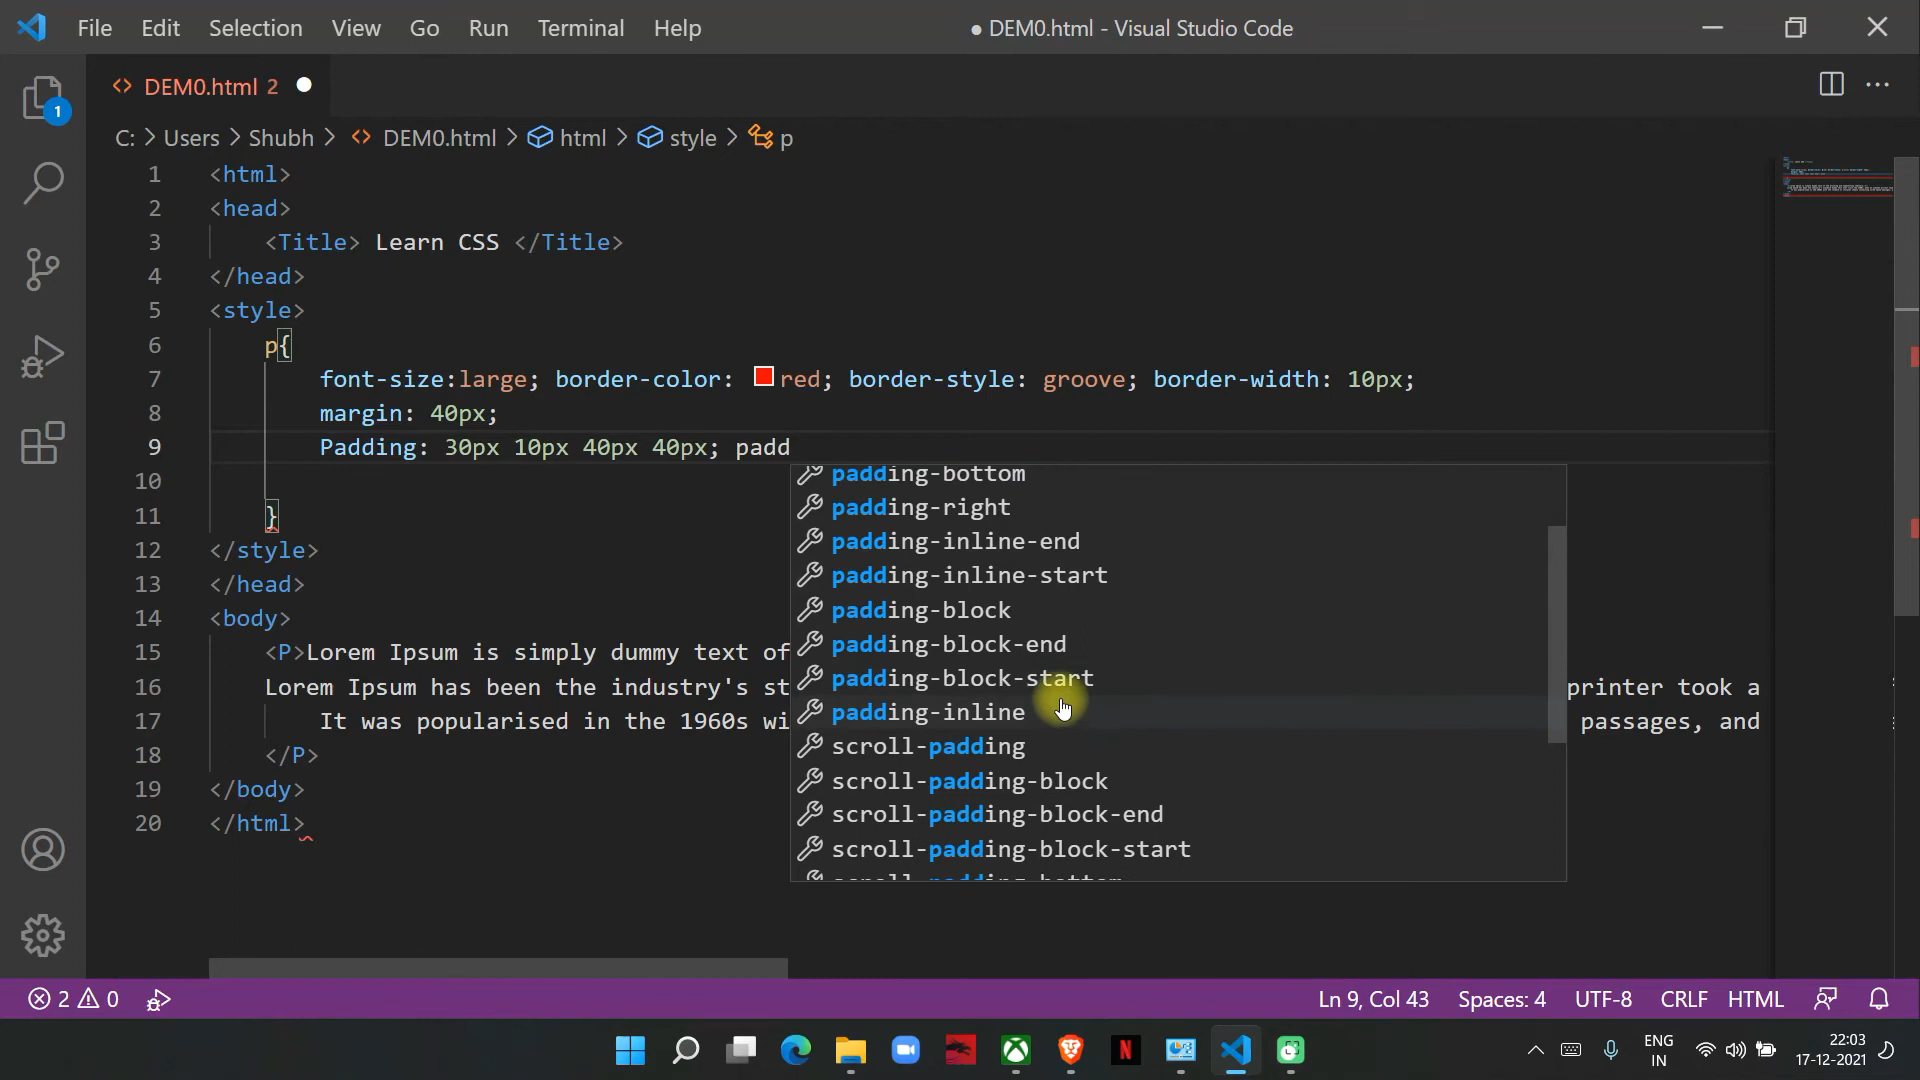 File Edit Selection View Go Run Terminal Help ● DEM0.html - Visual Studio Code
DEM0.html 2
1
C: > Users > Shubh > DEM0.html > html > style > p
1 <html>
2 <head>
3 <Title> Learn CSS </Title>
4 </head>
5 <style>
6 p{
7 font-size:large; border-color: red; border-style: groove; border-width: 10px;
8 margin: 40px;
9 Padding: 30px 10px 40px 40px; padd
padding-bottom
10
padding-right
11 }
padding-inline-end
12 </style>
padding-inline-start
13 </head>
padding-block
14 <body>
padding-block-end
15 <P>Lorem Ipsum is simply dummy text of
padding-block-start
16 Lorem Ipsum has been the industry's st printer took a
padding-inline
17 It was popularised in the 1960s wi passages, and
scroll-padding
18 </P>
scroll-padding-block
19 </body>
scroll-padding-block-end
20 </html>
scroll-padding-block-start
scroll-padding-bottom
2 0 Ln 9, Col 43 Spaces: 4 UTF-8 CRLF HTML
ENG
IN
22:03
17-12-2021